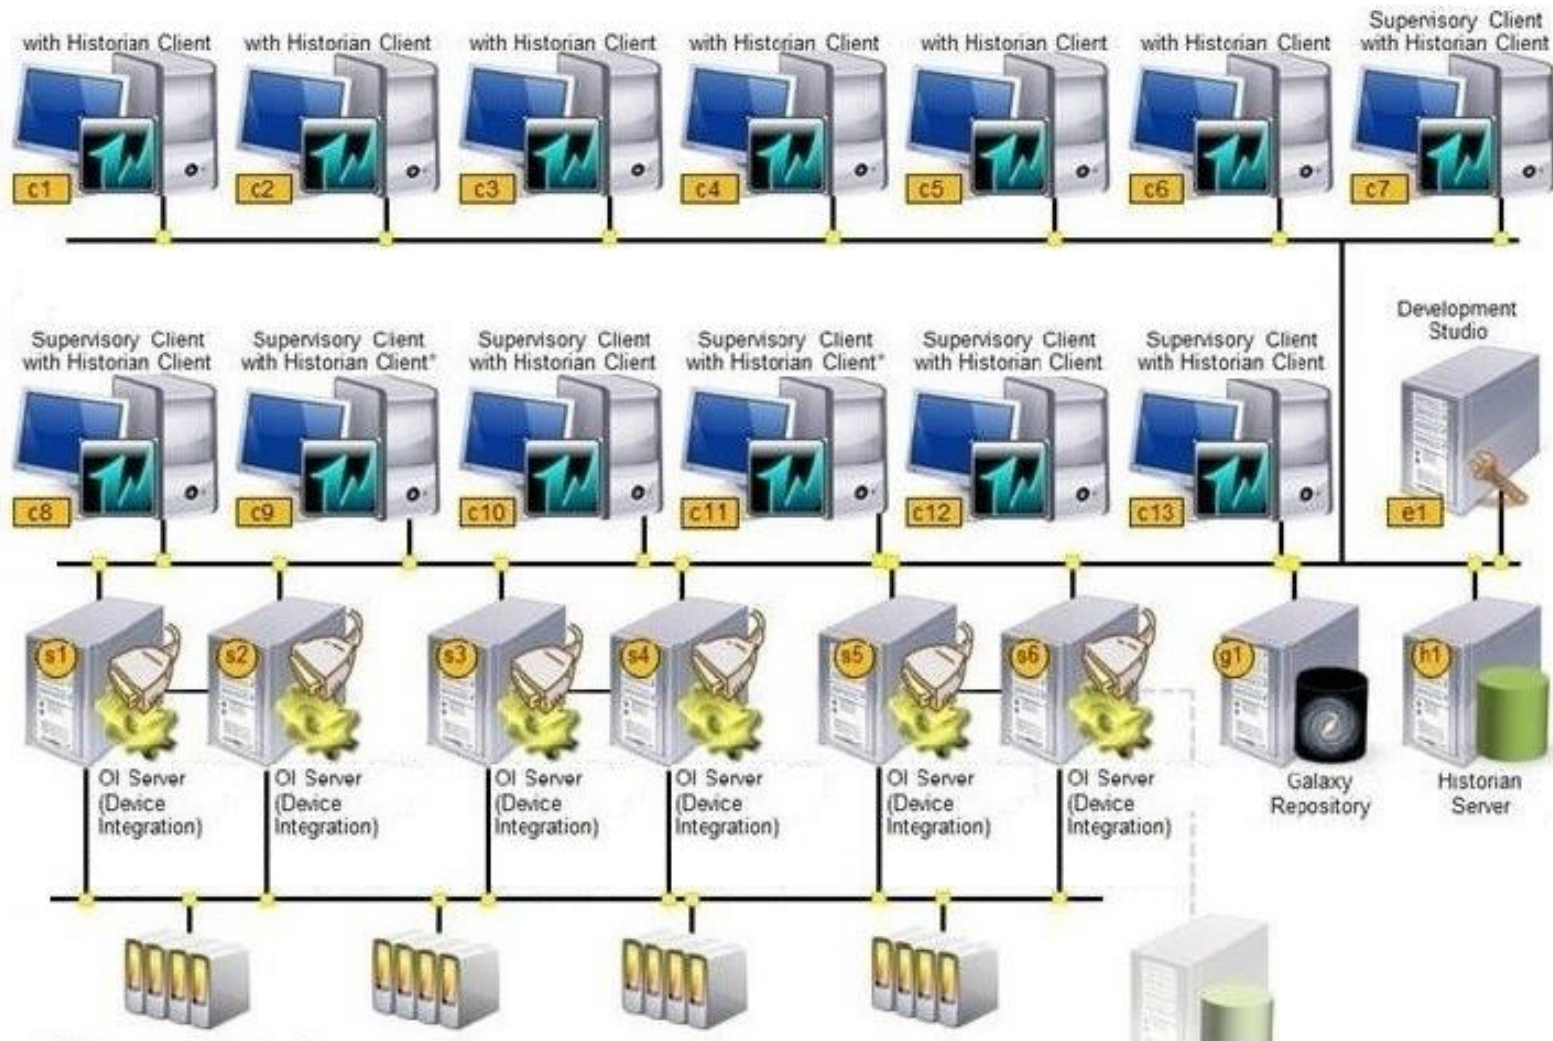 with Historian Client
with Historian Client
with Historian Client
with Historian Client
with Historian Client
with Historian Client
Supervisory Client
with Historian Client
c1
c2
c3
c4
c5
c6
c7
Supervisory Client
with Historian Client
Supervisory Client
with Historian Client*
Supervisory Client
with Historian Client
Supervisory Client
with Historian Client*
Supervisory Client
with Historian Client
Supervisory Client
with Historian Client
Development
Studio
c8
c9
c10
c11
c12
c13
e1
s1
s2
s3
s4
s5
s6
g1
h1
OI Server
(Device
Integration)
OI Server
(Device
Integration)
OI Server
(Device
Integration)
OI Server
(Device
Integration)
OI Server
(Device
Integration)
OI Server
(Device
Integration)
Galaxy
Repository
Historian
Server